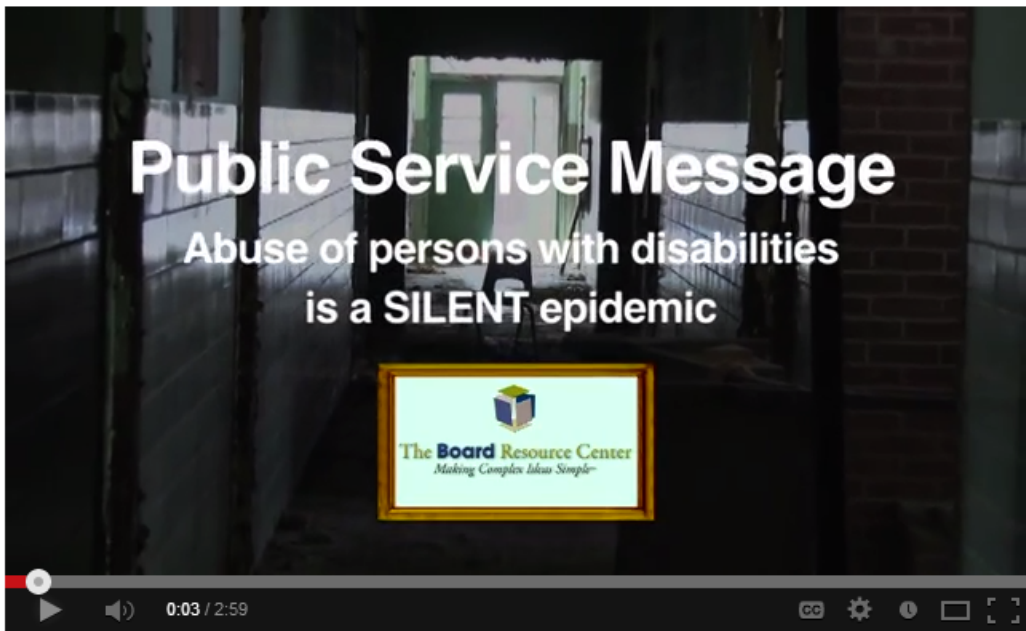 Public Service Message
Abuse of persons with disabilities
is a SILENT epidemic
The Board Resource Center
Making Complex Ideas Simple
0:03 / 2:59
CC